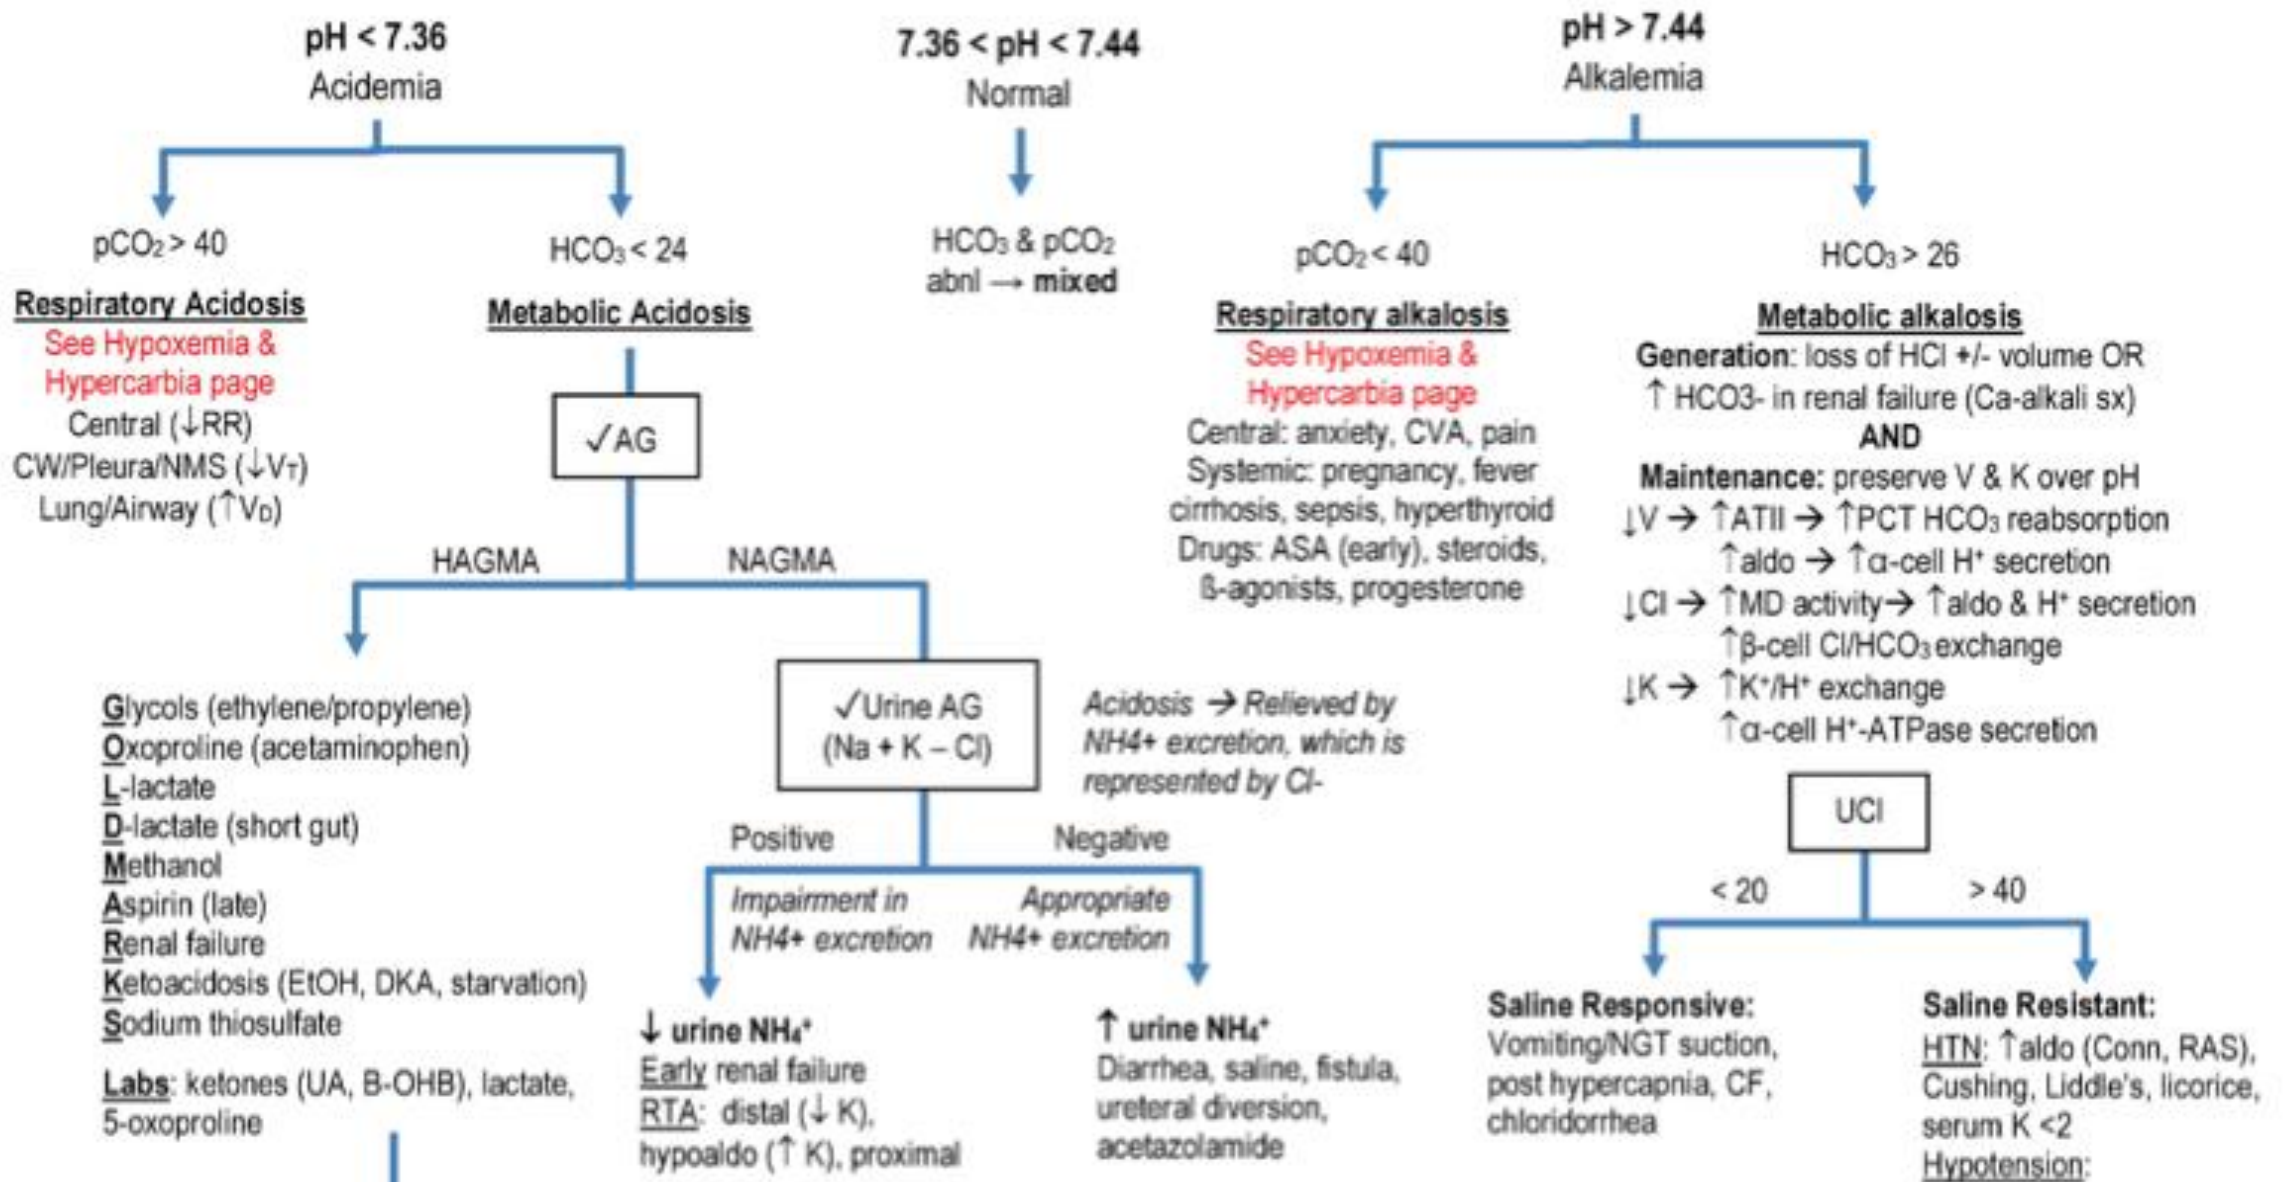 pH < 7.36
Acidemia
pCO₂ > 40
Respiratory Acidosis
See Hypoxemia &
Hypercarbia page
Central (↓RR)
CW/Pleura/NMS (↓VT)
Lung/Airway (↑VD)
HCO₃ < 24
Metabolic Acidosis
✓AG
HAGMA
NAGMA
Glycols (ethylene/propylene)
Oxoproline (acetaminophen)
L-lactate
D-lactate (short gut)
Methanol
Aspirin (late)
Renal failure
Ketoacidosis (EtOH, DKA, starvation)
Sodium thiosulfate
Labs: ketones (UA, B-OHB), lactate,
5-oxoproline
✓Urine AG
(Na + K – Cl)
Acidosis → Relieved by
NH4+ excretion, which is
represented by Cl-
Positive
Negative
Impairment in
NH4+ excretion
Appropriate
NH4+ excretion
↓ urine NH₄⁺
Early renal failure
RTA: distal (↓ K),
hypoaldo (↑ K), proximal
↑ urine NH₄⁺
Diarrhea, saline, fistula,
ureteral diversion,
acetazolamide
7.36 < pH < 7.44
Normal
HCO₃ & pCO₂
abnl → mixed
pH > 7.44
Alkalemia
pCO₂ < 40
Respiratory alkalosis
See Hypoxemia &
Hypercarbia page
Central: anxiety, CVA, pain
Systemic: pregnancy, fever
cirrhosis, sepsis, hyperthyroid
Drugs: ASA (early), steroids,
ß-agonists, progesterone
HCO₃ > 26
Metabolic alkalosis
Generation: loss of HCl +/- volume OR
↑ HCO3- in renal failure (Ca-alkali sx)
AND
Maintenance: preserve V & K over pH
↓V → ↑ATII → ↑PCT HCO₃ reabsorption
↑aldo → ↑α-cell H⁺ secretion
↓Cl → ↑MD activity → ↑aldo & H⁺ secretion
↑β-cell Cl/HCO₃ exchange
↓K → ↑K⁺/H⁺ exchange
↑α-cell H⁺-ATPase secretion
UCl
< 20
> 40
Saline Responsive:
Vomiting/NGT suction,
post hypercapnia, CF,
chloridorrhea
Saline Resistant:
HTN: ↑aldo (Conn, RAS),
Cushing, Liddle's, licorice,
serum K <2
Hypotension: